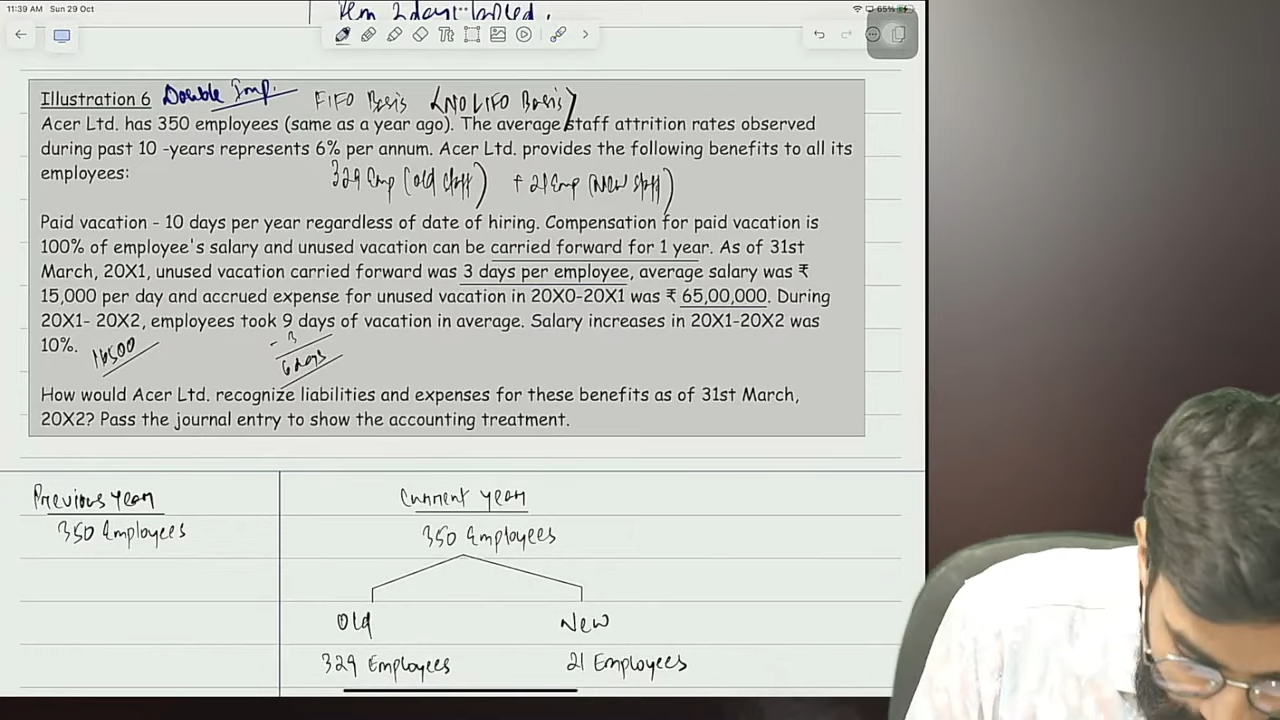 11:39 AM Sun 29 Oct
65%
Illustration 6 Double Imp. FIFO Basis <NO LIFO Basis>
Acer Ltd. has 350 employees (same as a year ago). The average staff attrition rates observed
during past 10 -years represents 6% per annum. Acer Ltd. provides the following benefits to all its
employees:
329 Emp (Old Staff) + 21 Emp (New Staff)
Paid vacation - 10 days per year regardless of date of hiring. Compensation for paid vacation is
100% of employee's salary and unused vacation can be carried forward for 1 year. As of 31st
March, 20X1, unused vacation carried forward was 3 days per employee, average salary was ₹
15,000 per day and accrued expense for unused vacation in 20X0-20X1 was ₹ 65,00,000. During
20X1- 20X2, employees took 9 days of vacation in average. Salary increases in 20X1-20X2 was
10%. 16500
- 3
6 days
How would Acer Ltd. recognize liabilities and expenses for these benefits as of 31st March,
20X2? Pass the journal entry to show the accounting treatment.
Previous year Current year
350 Employees 350 Employees
Old New
329 Employees 21 Employees